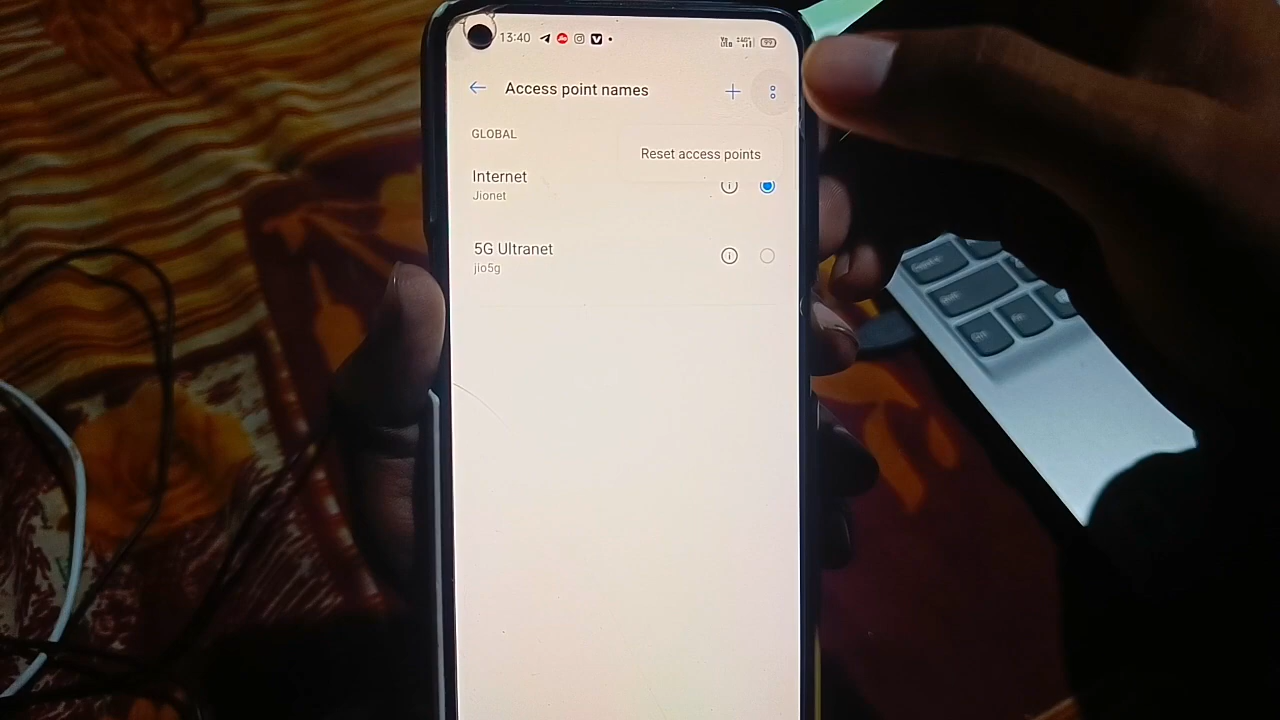 13:40
Access point names
GLOBAL
Reset access points
Internet
Jionet
5G Ultranet
jio5g